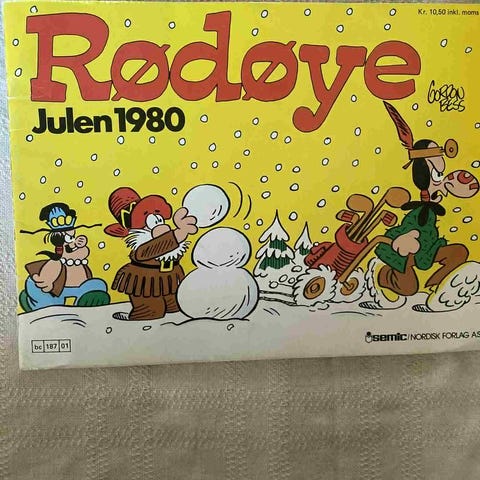 Kr. 10,50 inkl. moms
Rødøye
Julen 1980
GORDON
BESS
bc 187 01
semic/NORDISK FORLAG AS